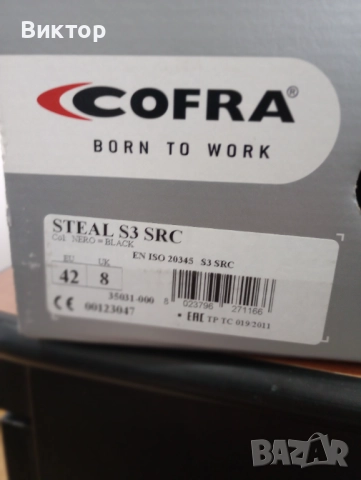 Виктор
COFRA®
BORN TO WORK
STEAL S3 SRC
Col. NERO = BLACK
EN ISO 20345 S3 SRC
EU UK
42 8
35031-000
CE 00123047
8 023796 271166
• EAC TP TC 019/2011
BAZAR